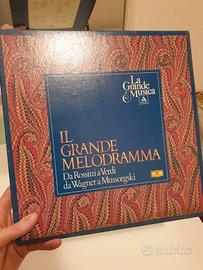 La
Grande
Musica
IL
GRANDE
MELODRAMMA
Da Rossini a Verdi
da Wagner a Mussorgski